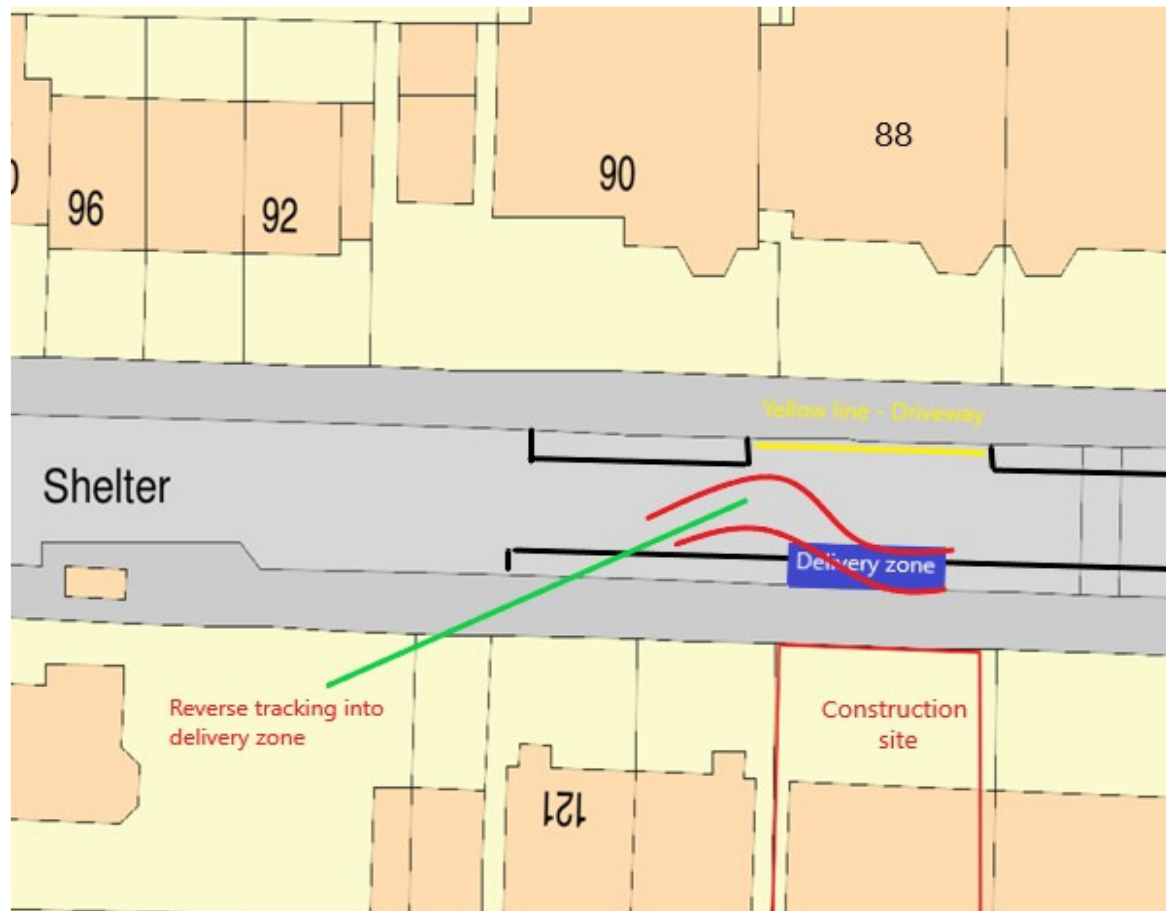 90
88
96
92
Yellow line - Driveway
Shelter
Delivery zone
Reverse tracking into
delivery zone
Construction
site
121